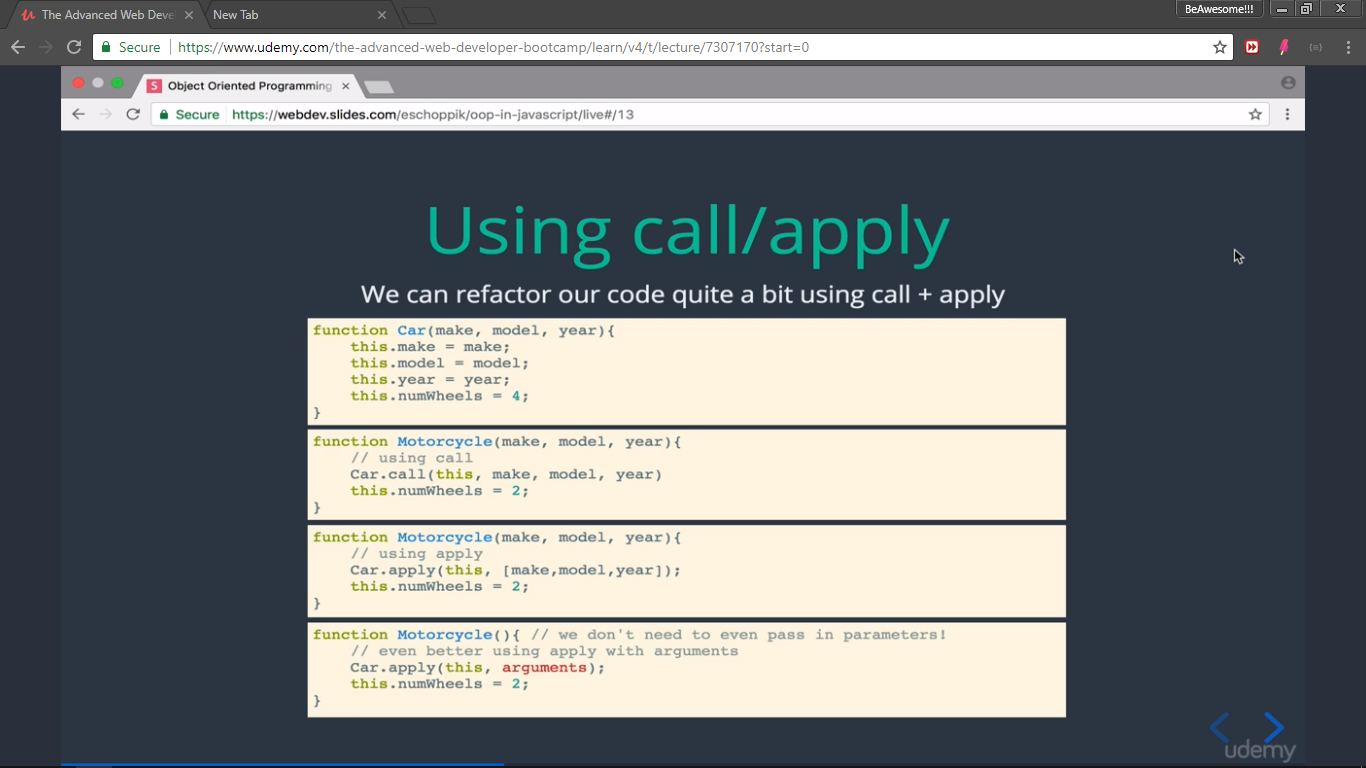 The Advanced Web Deve
New Tab
BeAwesome!!!
Secure https://www.udemy.com/the-advanced-web-developer-bootcamp/learn/v4/t/lecture/7307170?start=0
Object Oriented Programming
Secure https://webdev.slides.com/eschoppik/oop-in-javascript/live#/13
Using call/apply
We can refactor our code quite a bit using call + apply
function Car(make, model, year){
    this.make = make;
    this.model = model;
    this.year = year;
    this.numWheels = 4;
}
function Motorcycle(make, model, year){
    // using call
    Car.call(this, make, model, year)
    this.numWheels = 2;
}
function Motorcycle(make, model, year){
    // using apply
    Car.apply(this, [make,model,year]);
    this.numWheels = 2;
}
function Motorcycle(){ // we don't need to even pass in parameters!
    // even better using apply with arguments
    Car.apply(this, arguments);
    this.numWheels = 2;
}
udemy